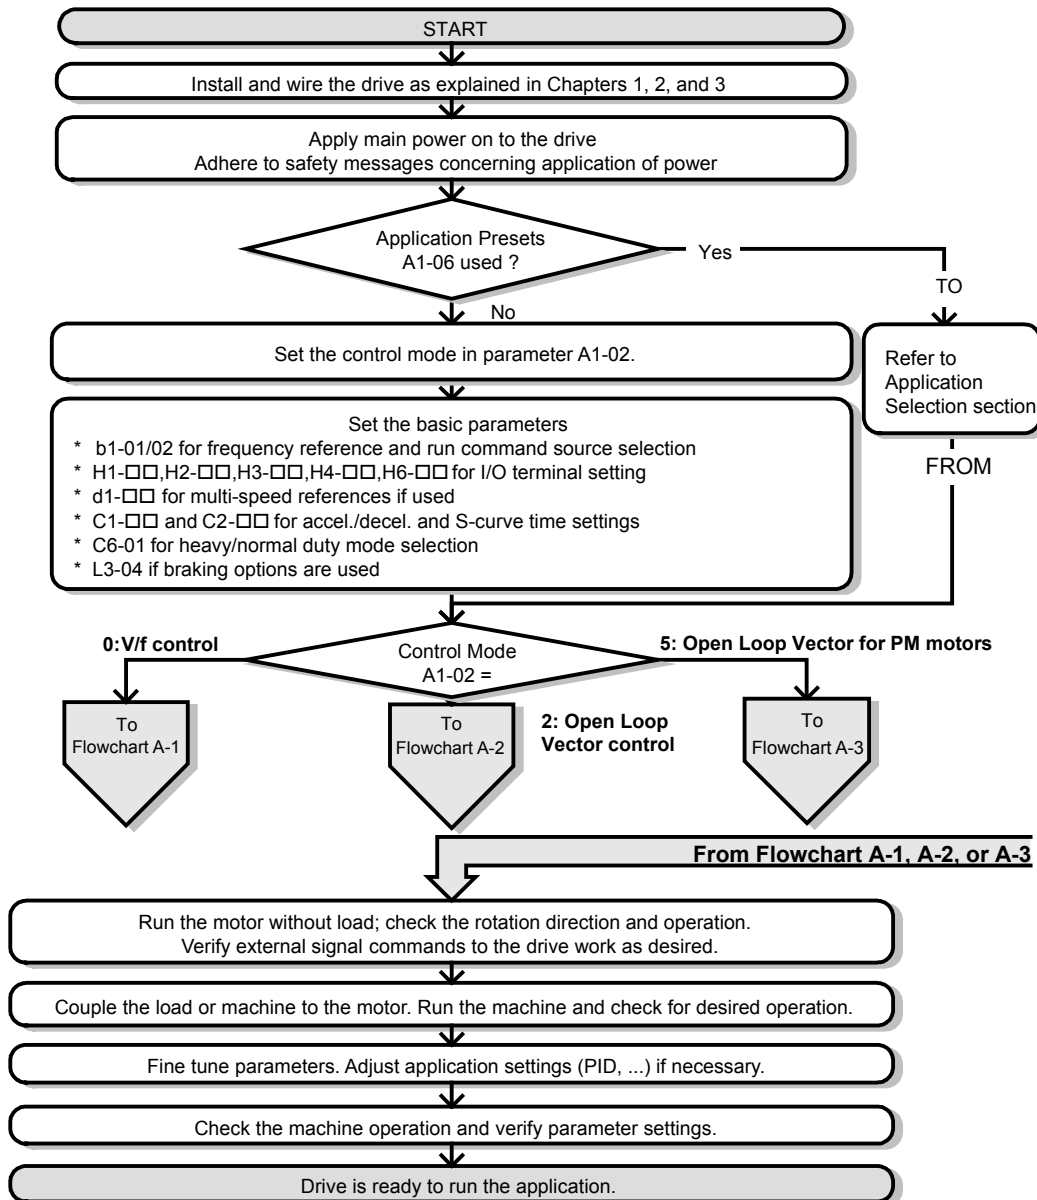 START
Install and wire the drive as explained in Chapters 1, 2, and 3
Apply main power on to the drive
Adhere to safety messages concerning application of power
Application Presets
A1-06 used ?
Yes
TO
No
Refer to
Application
Selection section
FROM
Set the control mode in parameter A1-02.
Set the basic parameters
* b1-01/02 for frequency reference and run command source selection
* H1-□□,H2-□□,H3-□□,H4-□□,H6-□□ for I/O terminal setting
* d1-□□ for multi-speed references if used
* C1-□□ and C2-□□ for accel./decel. and S-curve time settings
* C6-01 for heavy/normal duty mode selection
* L3-04 if braking options are used
0:V/f control
Control Mode
A1-02 =
5: Open Loop Vector for PM motors
To
Flowchart A-1
To
Flowchart A-2
2: Open Loop
Vector control
To
Flowchart A-3
From Flowchart A-1, A-2, or A-3
Run the motor without load; check the rotation direction and operation.
Verify external signal commands to the drive work as desired.
Couple the load or machine to the motor. Run the machine and check for desired operation.
Fine tune parameters. Adjust application settings (PID, ...) if necessary.
Check the machine operation and verify parameter settings.
Drive is ready to run the application.